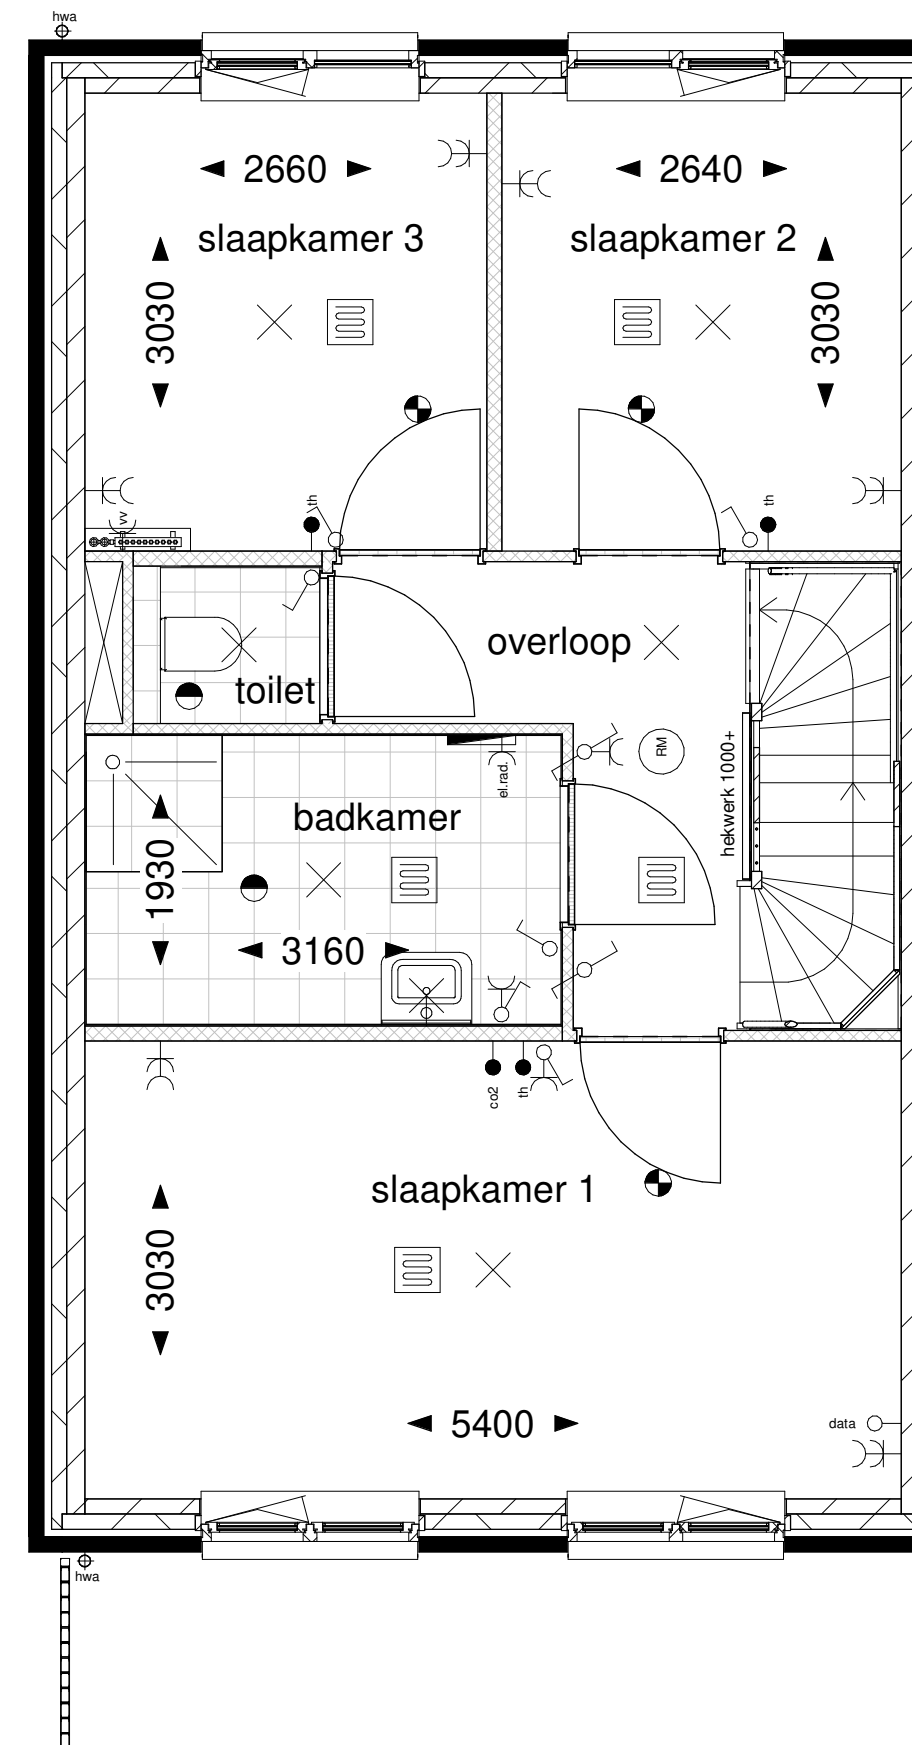 hwa
2660
2640
slaapkamer 3
slaapkamer 2
3030
3030
vv
th
th
overloop
toilet
RM
hekwerk 1000+
el.rad.
badkamer
1930
3160
co2
th
slaapkamer 1
3030
5400
data
hwa